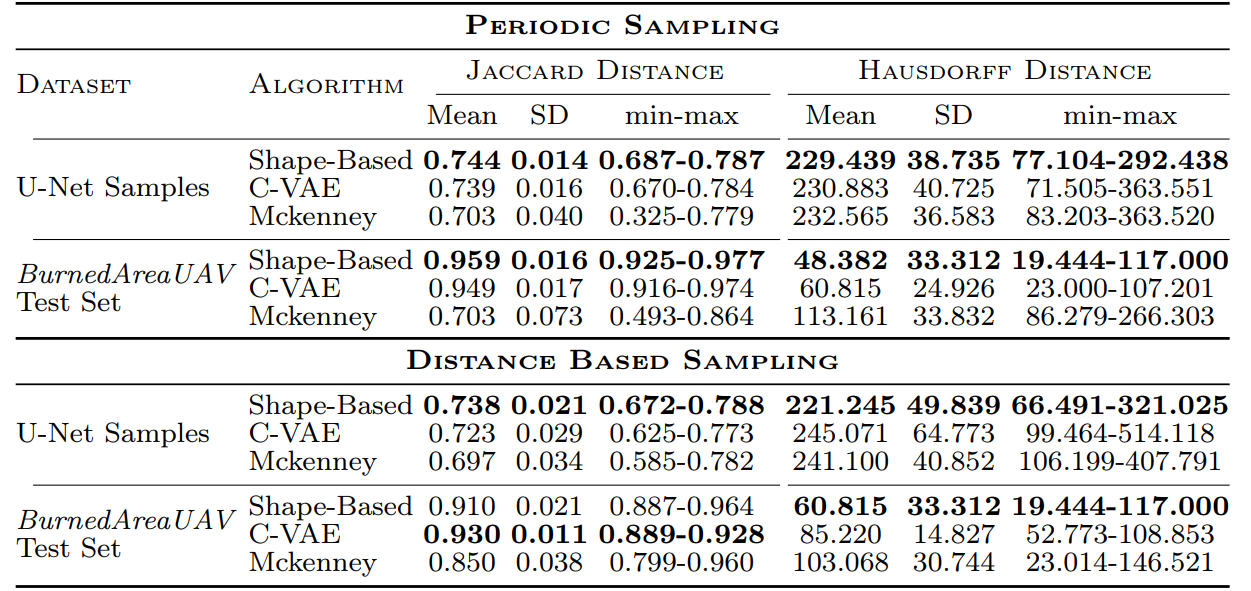 PERIODIC SAMPLING
DATASET ALGORITHM JACCARD DISTANCE HAUSDORFF DISTANCE
Mean SD min-max Mean SD min-max
U-Net Samples
Shape-Based 0.744 0.014 0.687-0.787 229.439 38.735 77.104-292.438
C-VAE 0.739 0.016 0.670-0.784 230.883 40.725 71.505-363.551
Mckenney 0.703 0.040 0.325-0.779 232.565 36.583 83.203-363.520
BurnedAreaUAV
Test Set
Shape-Based 0.959 0.016 0.925-0.977 48.382 33.312 19.444-117.000
C-VAE 0.949 0.017 0.916-0.974 60.815 24.926 23.000-107.201
Mckenney 0.703 0.073 0.493-0.864 113.161 33.832 86.279-266.303
DISTANCE BASED SAMPLING
U-Net Samples
Shape-Based 0.738 0.021 0.672-0.788 221.245 49.839 66.491-321.025
C-VAE 0.723 0.029 0.625-0.773 245.071 64.773 99.464-514.118
Mckenney 0.697 0.034 0.585-0.782 241.100 40.852 106.199-407.791
BurnedAreaUAV
Test Set
Shape-Based 0.910 0.021 0.887-0.964 60.815 33.312 19.444-117.000
C-VAE 0.930 0.011 0.889-0.928 85.220 14.827 52.773-108.853
Mckenney 0.850 0.038 0.799-0.960 103.068 30.744 23.014-146.521